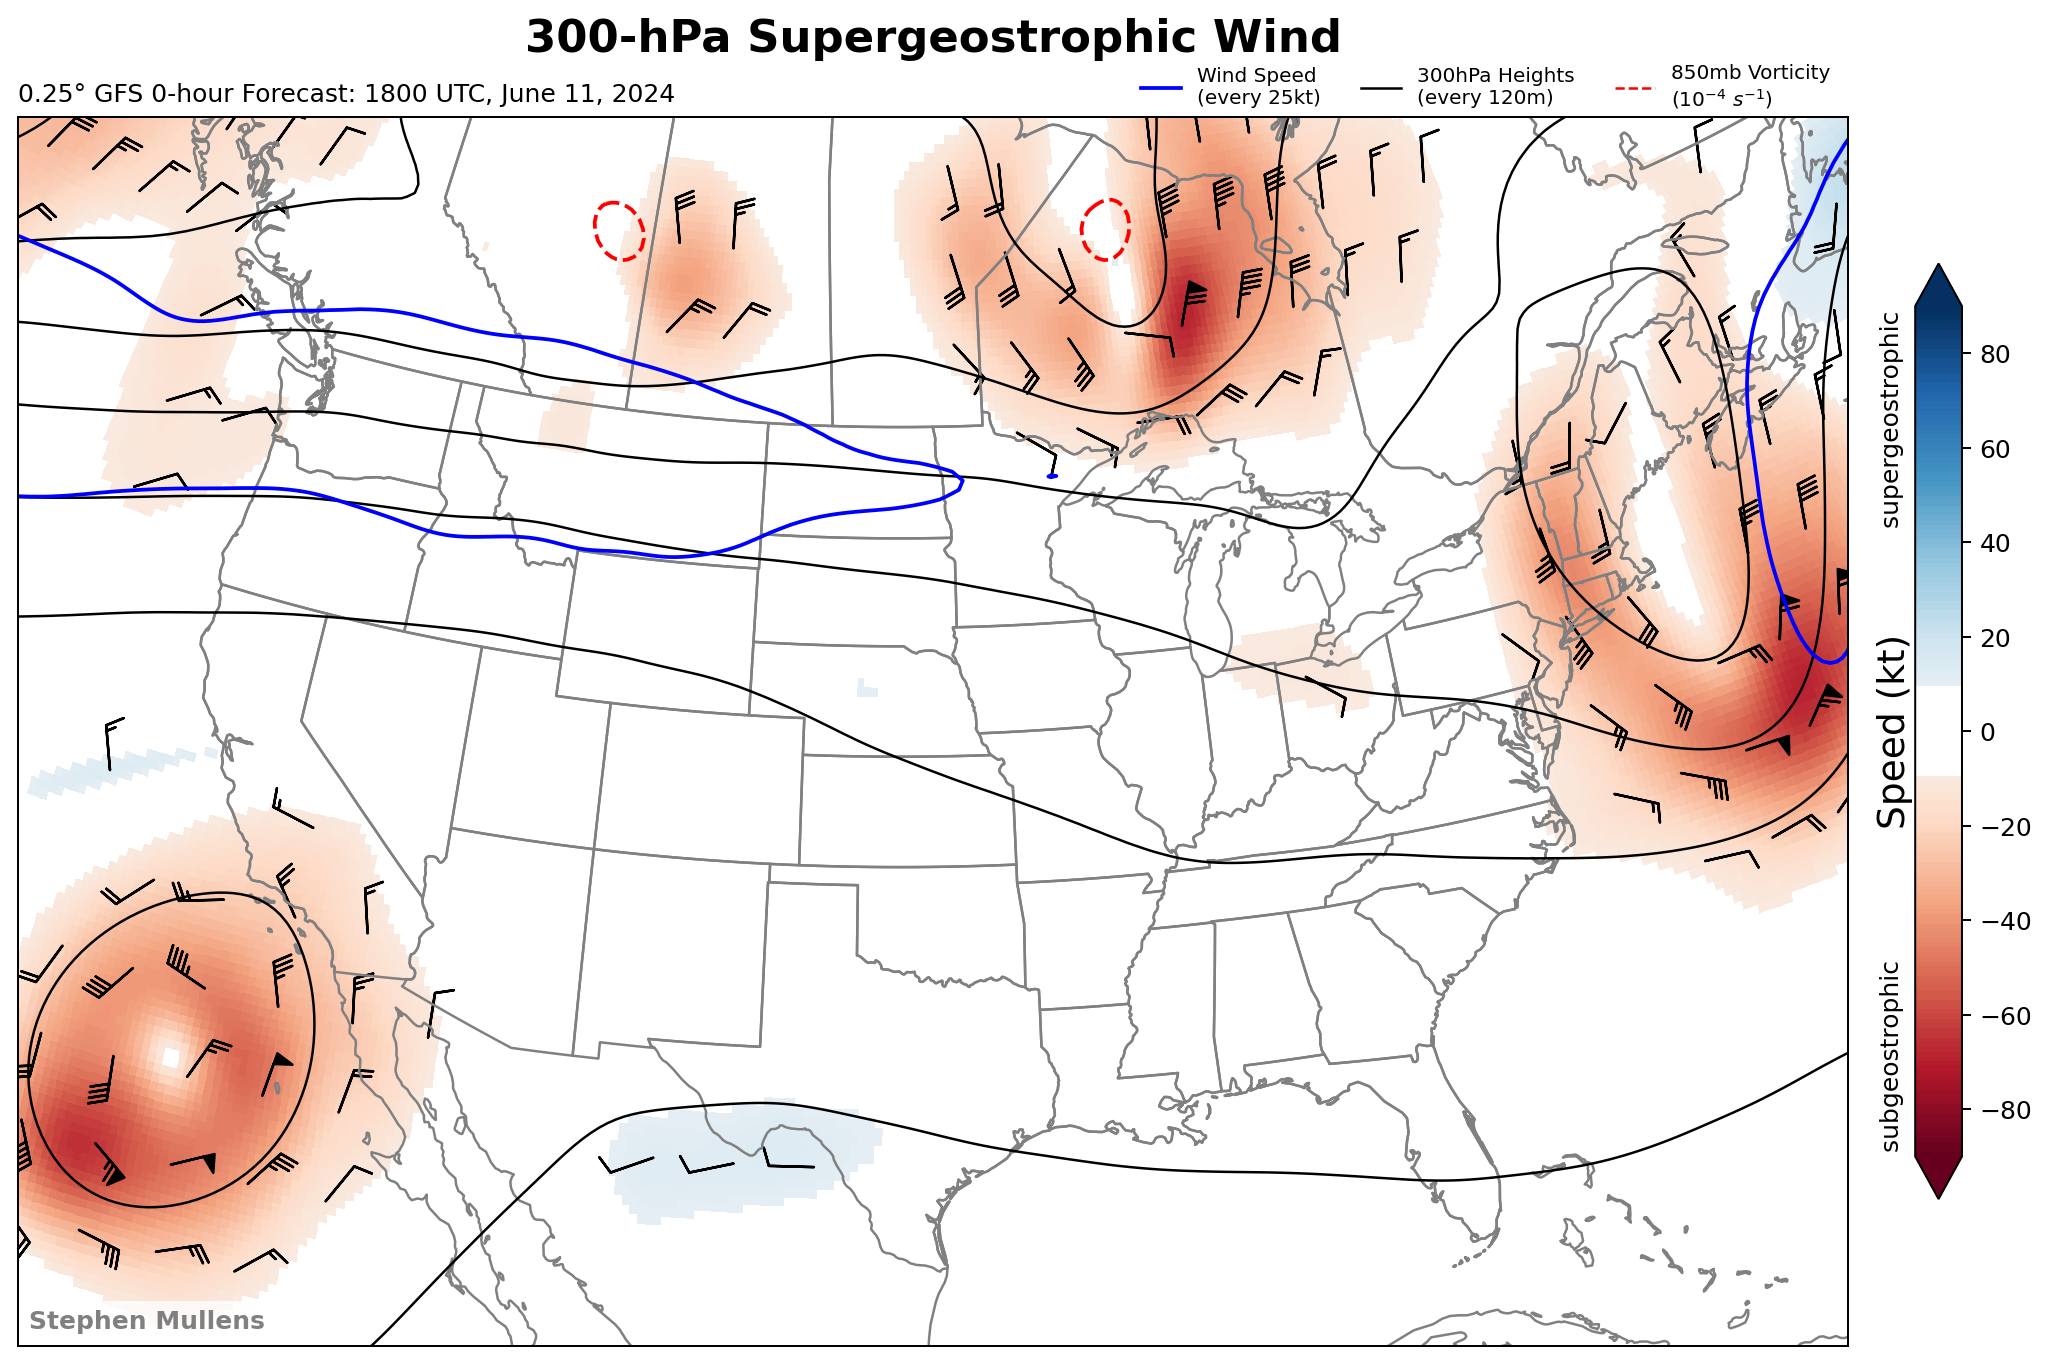 300-hPa Supergeostrophic Wind
0.25° GFS 0-hour Forecast: 1800 UTC, June 11, 2024
Wind Speed
(every 25kt)
300hPa Heights
(every 120m)
850mb Vorticity
(10⁻⁴ s⁻¹)
supergeostrophic
Speed (kt)
subgeostrophic
80
60
40
20
0
−20
−40
−60
−80
Stephen Mullens